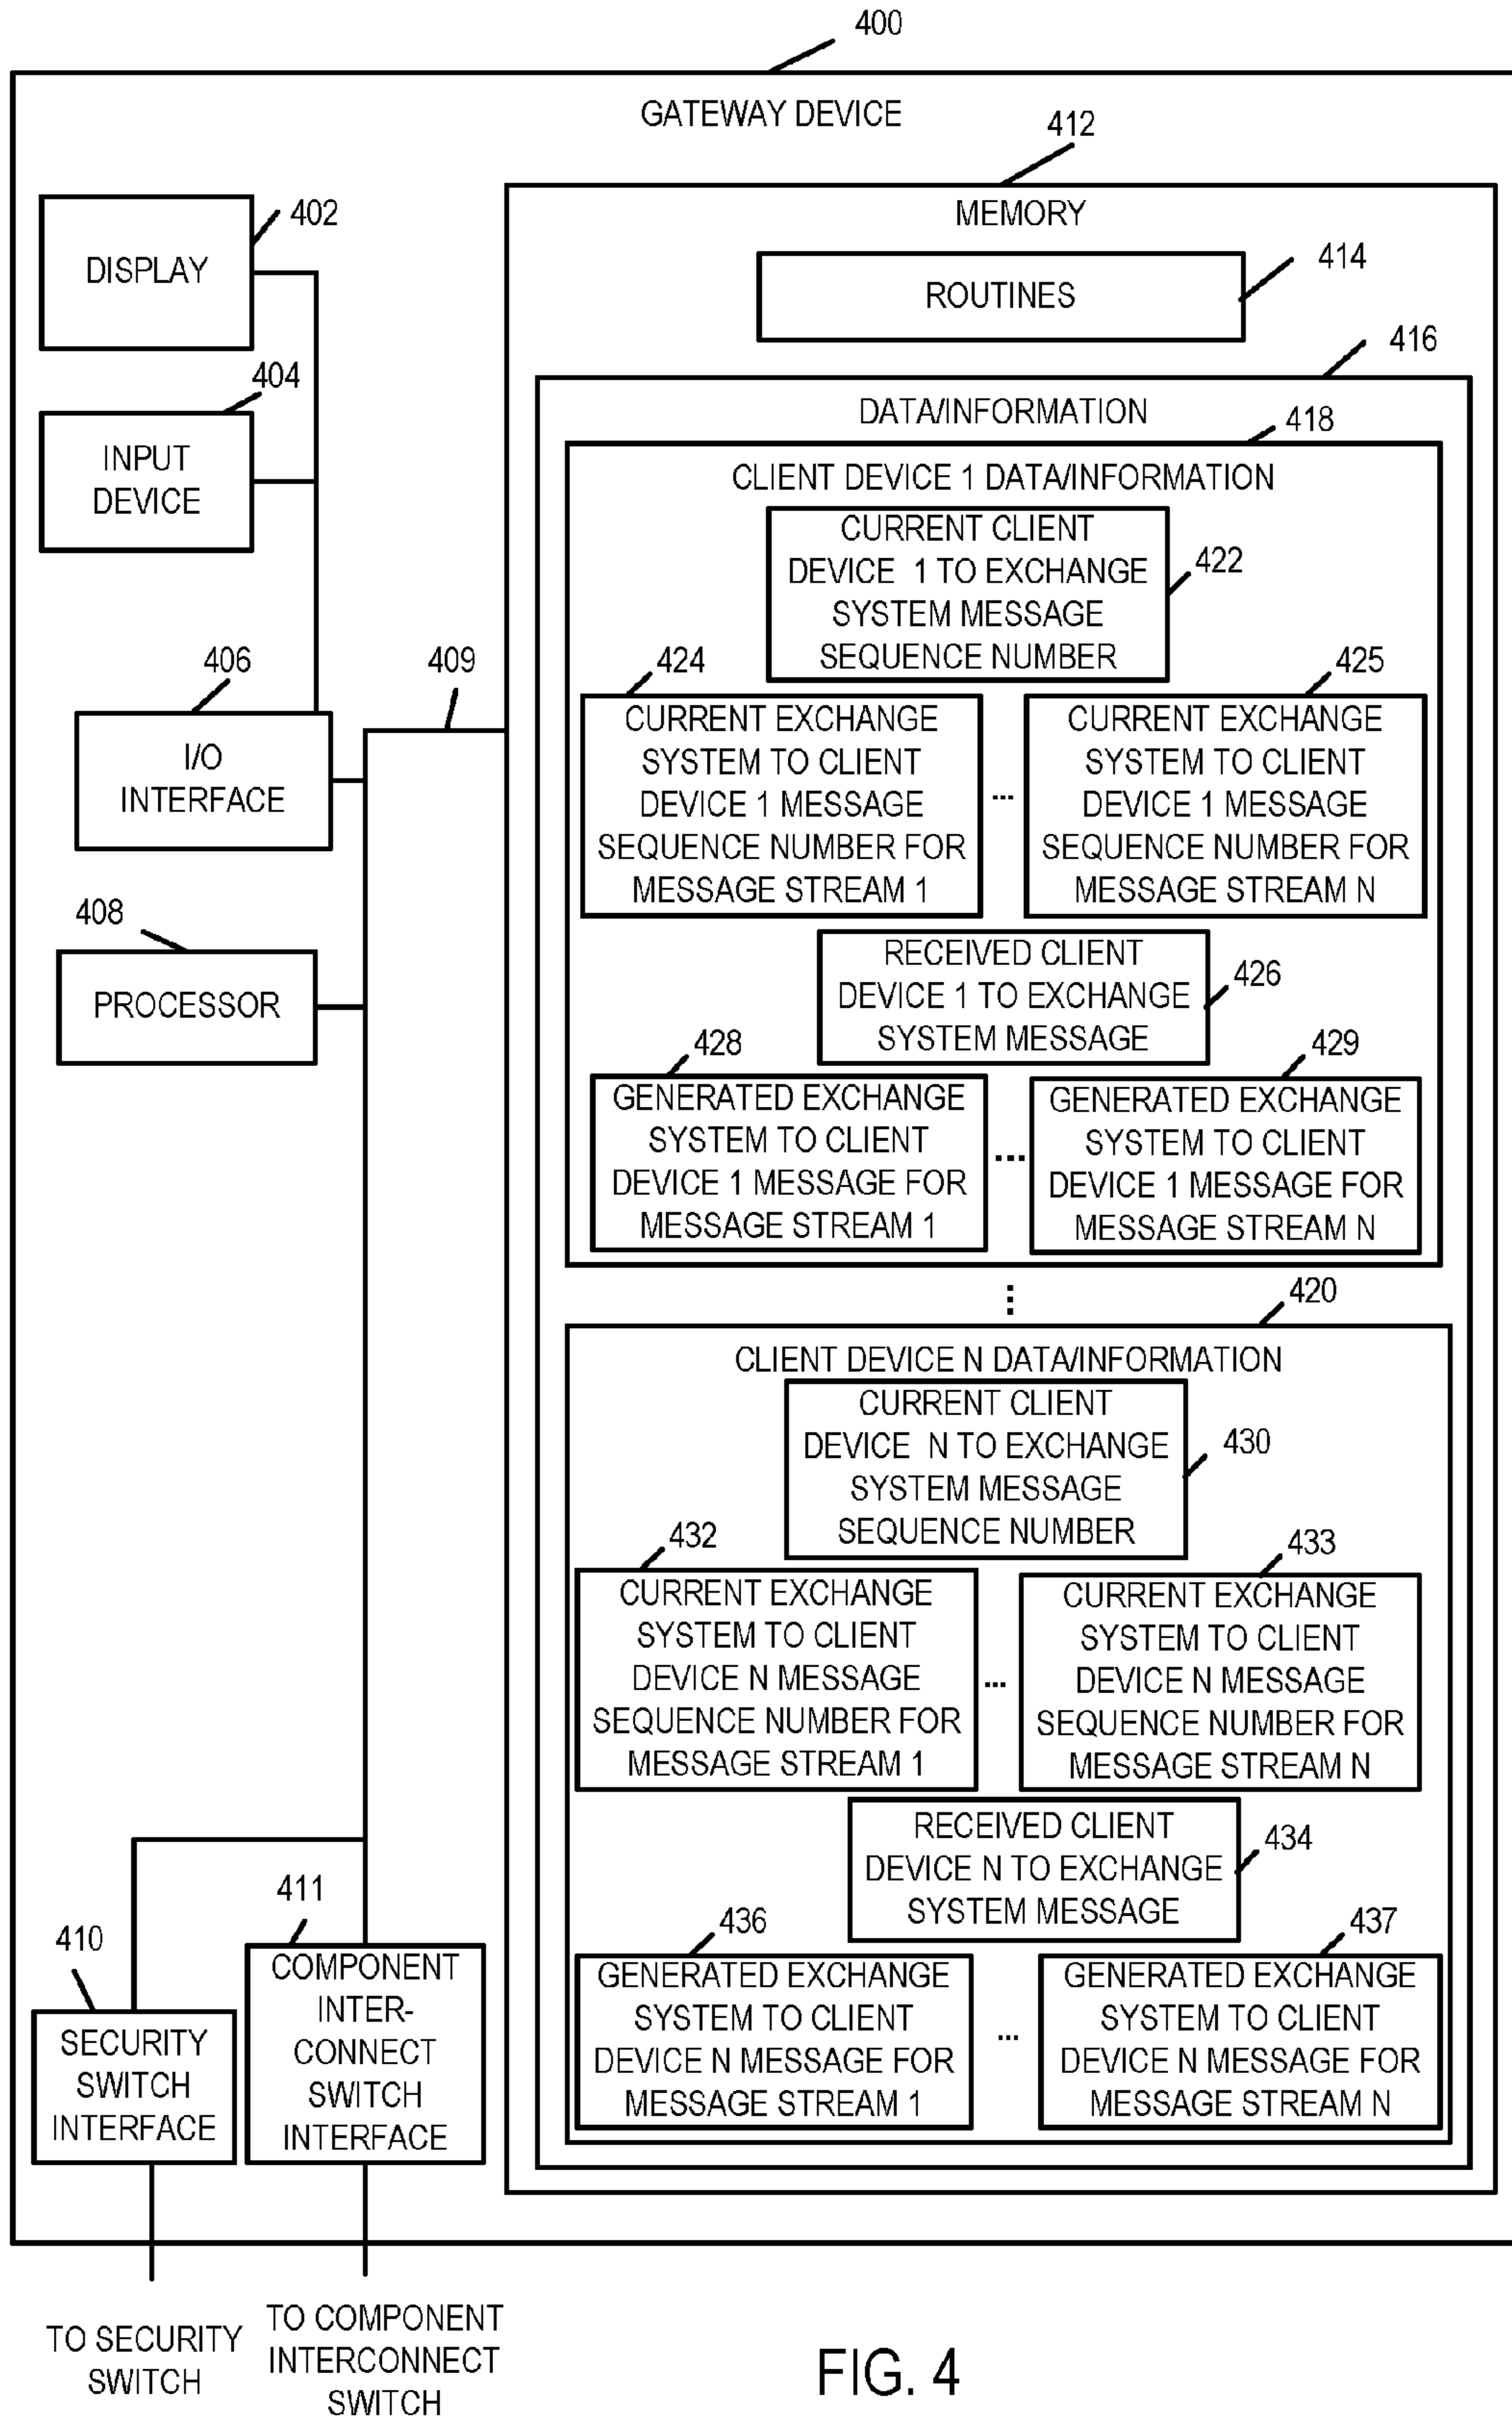 400
GATEWAY DEVICE
412
MEMORY
402
DISPLAY
ROUTINES
414
416
404
INPUT
DEVICE
DATA/INFORMATION
418
CLIENT DEVICE 1 DATA/INFORMATION
CURRENT CLIENT
DEVICE 1 TO EXCHANGE
SYSTEM MESSAGE
SEQUENCE NUMBER
422
406
409
I/O
INTERFACE
424
CURRENT EXCHANGE
SYSTEM TO CLIENT
DEVICE 1 MESSAGE
SEQUENCE NUMBER FOR
MESSAGE STREAM 1
...
425
CURRENT EXCHANGE
SYSTEM TO CLIENT
DEVICE 1 MESSAGE
SEQUENCE NUMBER FOR
MESSAGE STREAM N
408
PROCESSOR
RECEIVED CLIENT
DEVICE 1 TO EXCHANGE
SYSTEM MESSAGE
426
428
GENERATED EXCHANGE
SYSTEM TO CLIENT
DEVICE 1 MESSAGE FOR
MESSAGE STREAM 1
...
429
GENERATED EXCHANGE
SYSTEM TO CLIENT
DEVICE 1 MESSAGE FOR
MESSAGE STREAM N
...
420
CLIENT DEVICE N DATA/INFORMATION
CURRENT CLIENT
DEVICE N TO EXCHANGE
SYSTEM MESSAGE
SEQUENCE NUMBER
430
432
CURRENT EXCHANGE
SYSTEM TO CLIENT
DEVICE N MESSAGE
SEQUENCE NUMBER FOR
MESSAGE STREAM 1
...
433
CURRENT EXCHANGE
SYSTEM TO CLIENT
DEVICE N MESSAGE
SEQUENCE NUMBER FOR
MESSAGE STREAM N
RECEIVED CLIENT
DEVICE N TO EXCHANGE
SYSTEM MESSAGE
434
436
GENERATED EXCHANGE
SYSTEM TO CLIENT
DEVICE N MESSAGE FOR
MESSAGE STREAM 1
...
437
GENERATED EXCHANGE
SYSTEM TO CLIENT
DEVICE N MESSAGE FOR
MESSAGE STREAM N
410
SECURITY
SWITCH
INTERFACE
411
COMPONENT
INTER-
CONNECT
SWITCH
INTERFACE
TO SECURITY
SWITCH
TO COMPONENT
INTERCONNECT
SWITCH
FIG. 4